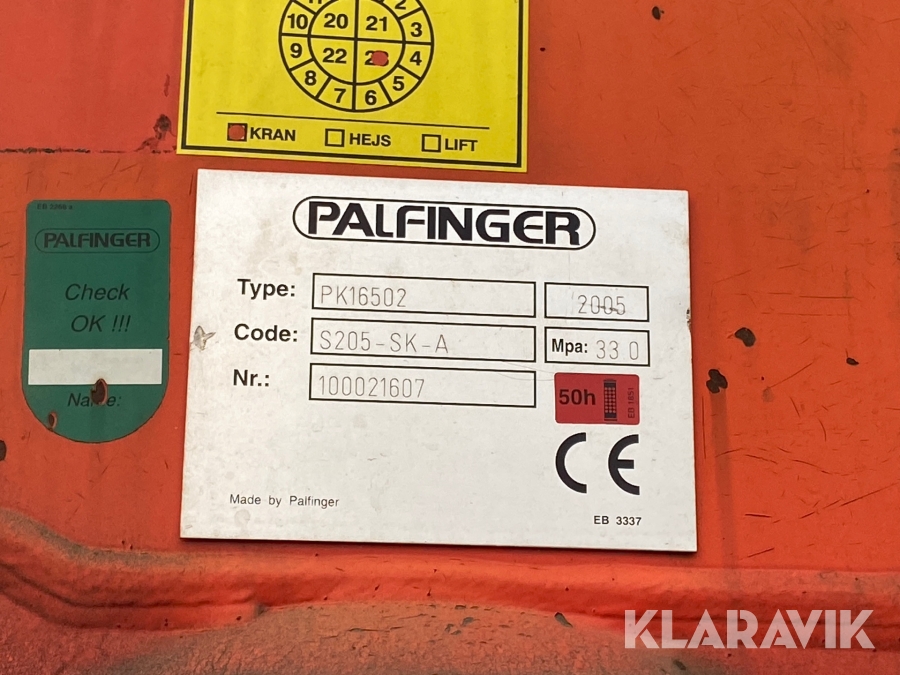 2
10 20 21 3
9 22 4
8 7 6 5
KRAN HEJS LIFT
EB 3337
PALFINGER
Type: PK16502 2005
Code: S205-SK-A Mpa: 33 0
Nr.: 100021607
50h
CE
Made by Palfinger
PALFINGER
Check
OK !!!
Name:
KLARAVIK